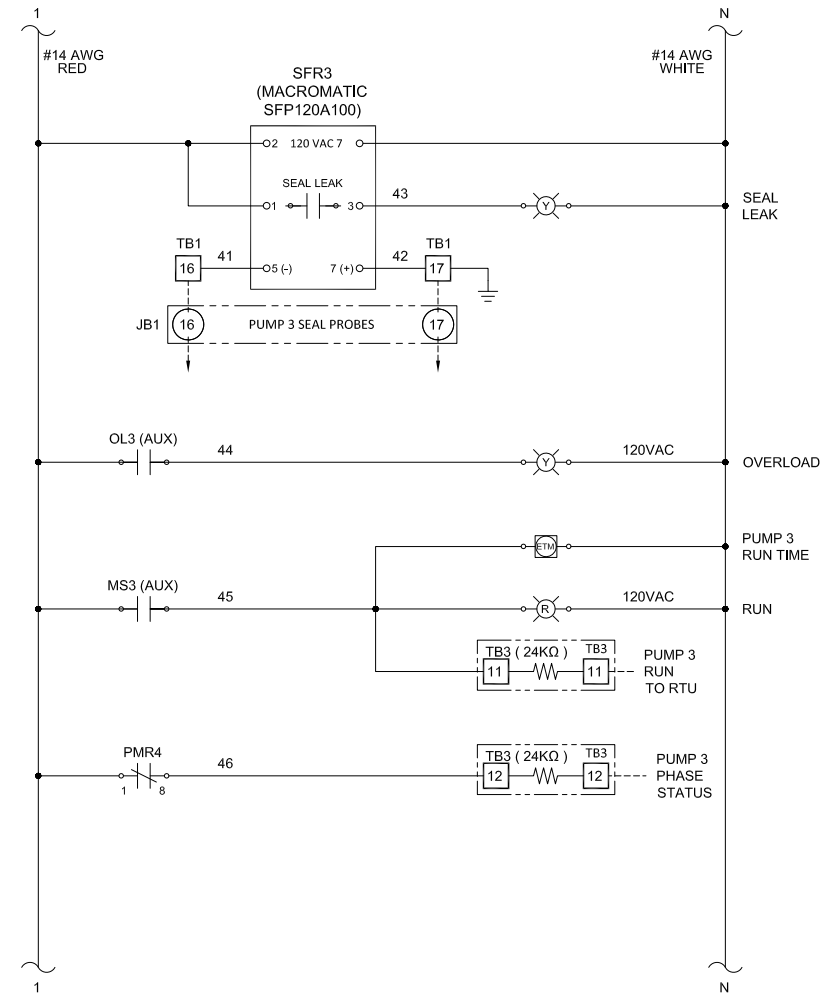 1
N
#14 AWG
RED
#14 AWG
WHITE
SFR3
(MACROMATIC
SFP120A100)
2 120 VAC 7
SEAL LEAK
1
3
43
Y
SEAL
LEAK
TB1
41
16
5 (-)
7 (+)
42
TB1
17
JB1
16
PUMP 3 SEAL PROBES
17
OL3 (AUX)
44
Y
120VAC
OVERLOAD
ETM
PUMP 3
RUN TIME
MS3 (AUX)
45
R
120VAC
RUN
TB3 ( 24KΩ )
TB3
11
11
PUMP 3
RUN
TO RTU
PMR4
1
8
46
TB3 ( 24KΩ )
TB3
12
12
PUMP 3
PHASE
STATUS
1
N